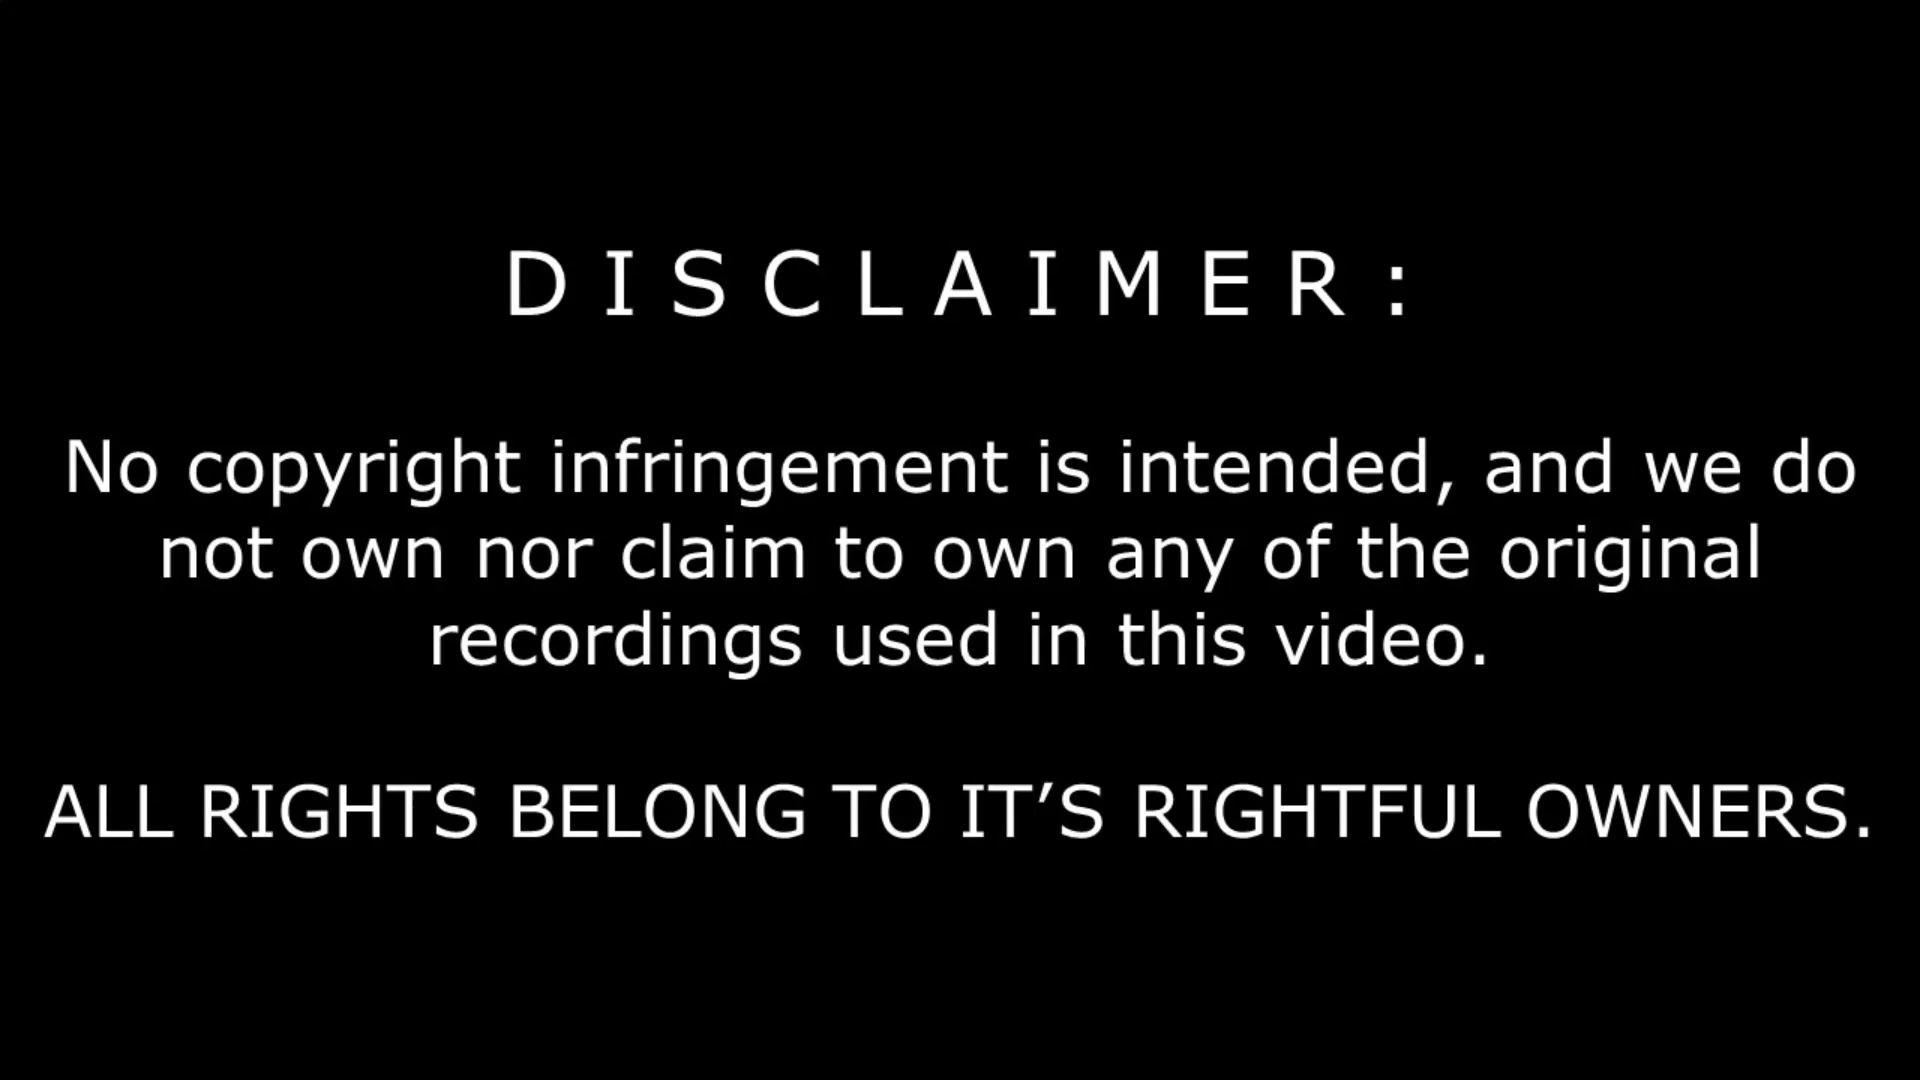 D I S C L A I M E R :
No copyright infringement is intended, and we do
not own nor claim to own any of the original
recordings used in this video.
ALL RIGHTS BELONG TO IT’S RIGHTFUL OWNERS.